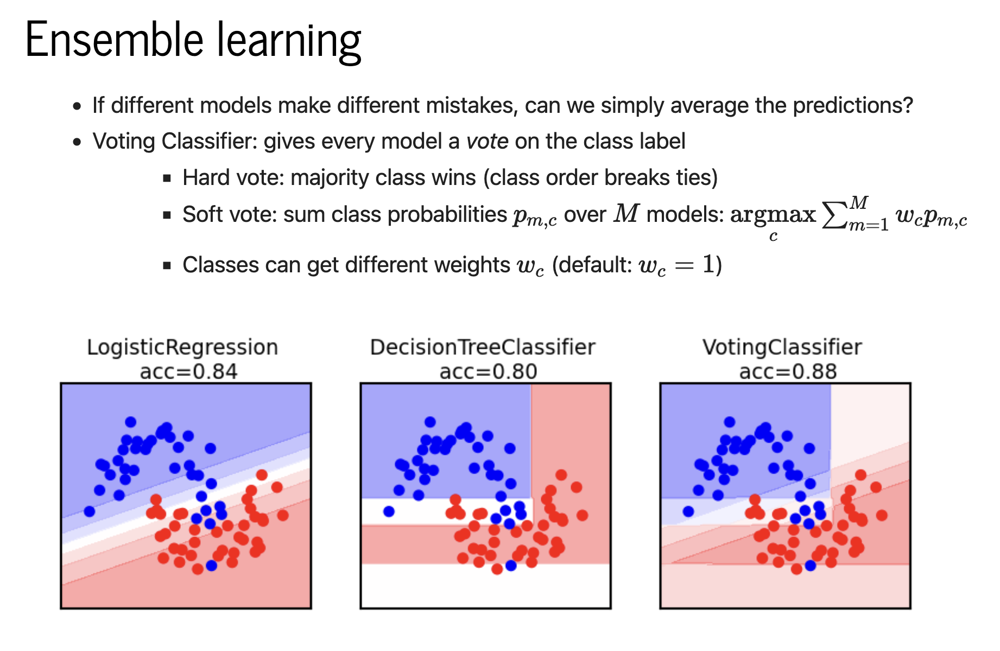 Ensemble learning
• If different models make different mistakes, can we simply average the predictions?
• Voting Classifier: gives every model a vote on the class label
▪ Hard vote: majority class wins (class order breaks ties)
▪ Soft vote: sum class probabilities $p_{m,c}$ over $M$ models: $\underset{c}{\operatorname{argmax}} \sum_{m=1}^{M} w_c p_{m,c}$
▪ Classes can get different weights $w_c$ (default: $w_c = 1$)
LogisticRegression
acc=0.84
DecisionTreeClassifier
acc=0.80
VotingClassifier
acc=0.88